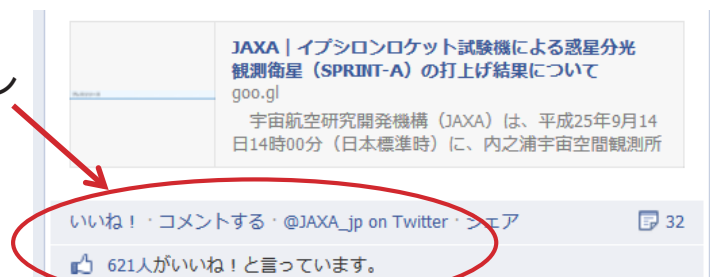 JAXA｜イプシロンロケット試験機による惑星分光
観測衛星（SPRINT-A）の打上げ結果について
goo.gl
宇宙航空研究開発機構（JAXA）は、平成25年9月14
日14時00分（日本標準時）に、内之浦宇宙空間観測所
いいね！ · コメントする · @JAXA_jp on Twitter · シェア
32
621人がいいね！と言っています。